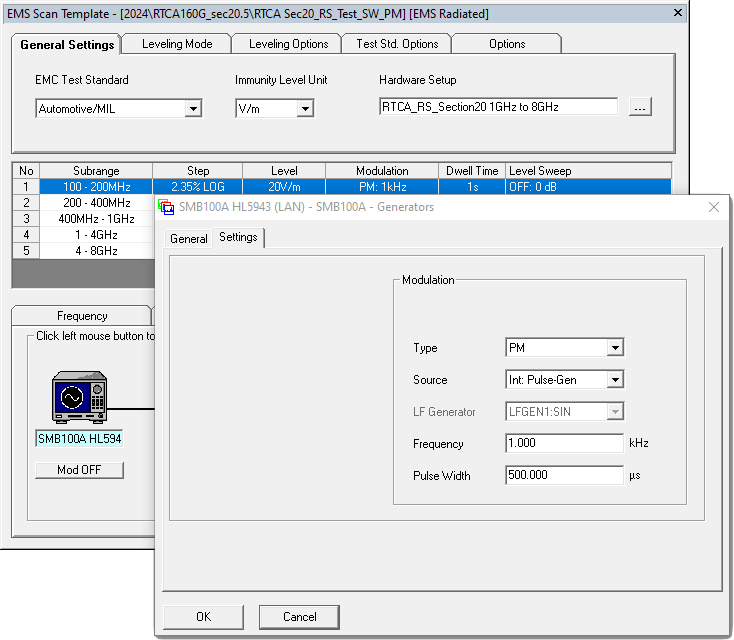 EMS Scan Template - [2024\RTCA160G_sec20.5\RTCA Sec20_RS_Test_SW_PM] [EMS Radiated]
General Settings Leveling Mode Leveling Options Test Std. Options Options
EMC Test Standard Immunity Level Unit Hardware Setup
Automotive/MIL V/m RTCA_RS_Section20 1GHz to 8GHz ...
No Subrange Step Level Modulation Dwell Time Level Sweep
1 100 - 200MHz 2.35% LOG 20V/m PM: 1kHz 1s OFF: 0 dB
2 200 - 400MHz
3 400MHz - 1GHz
4 1 - 4GHz
5 4 - 8GHz
Frequency
Click left mouse button to
SMB100A HL594
Mod OFF
SMB100A HL5943 (LAN) - SMB100A - Generators
General Settings
Modulation
Type PM
Source Int: Pulse-Gen
LF Generator LFGEN1:SIN
Frequency 1.000 kHz
Pulse Width 500.000 µs
OK Cancel